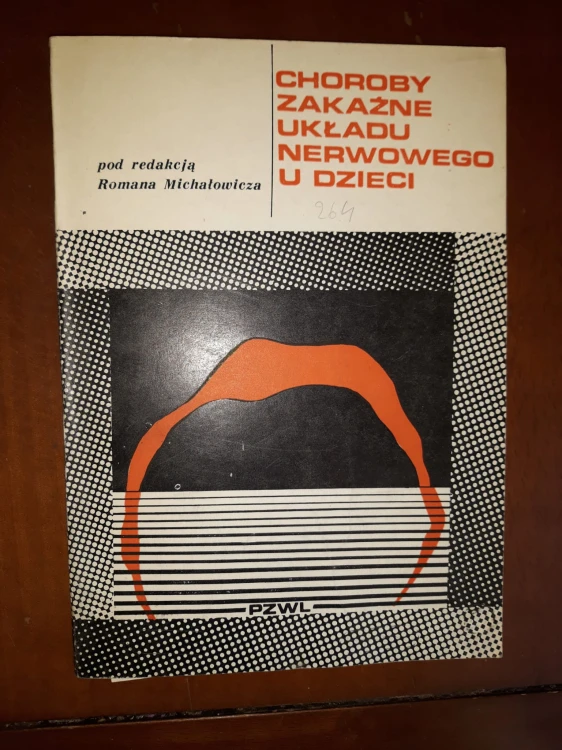 CHOROBY
ZAKAŹNE
UKŁADU
NERWOWEGO
U DZIECI
pod redakcją
Romana Michałowicza
264
PZWL